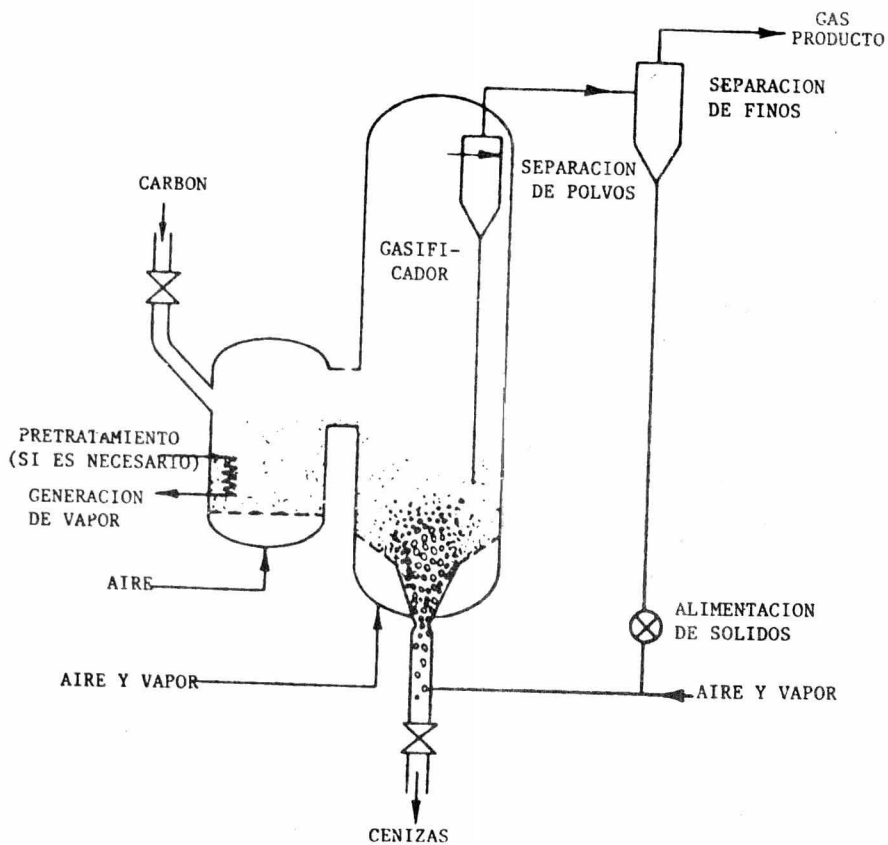 GAS
PRODUCTO
SEPARACION
DE FINOS
SEPARACION
DE POLVOS
CARBON
GASIFI-
CADOR
PRETRATAMIENTO
(SI ES NECESARIO)
GENERACION
DE VAPOR
AIRE
ALIMENTACION
DE SOLIDOS
AIRE Y VAPOR
AIRE Y VAPOR
CENIZAS